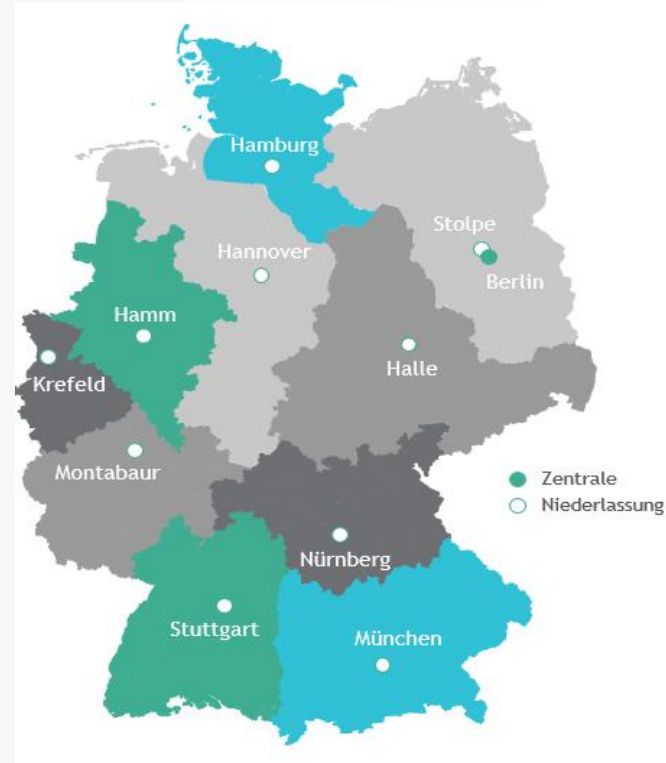 Hamburg
Stolpe
Hannover
Berlin
Hamm
Halle
Krefeld
Montabaur
Zentrale
Niederlassung
Nürnberg
Stuttgart
München